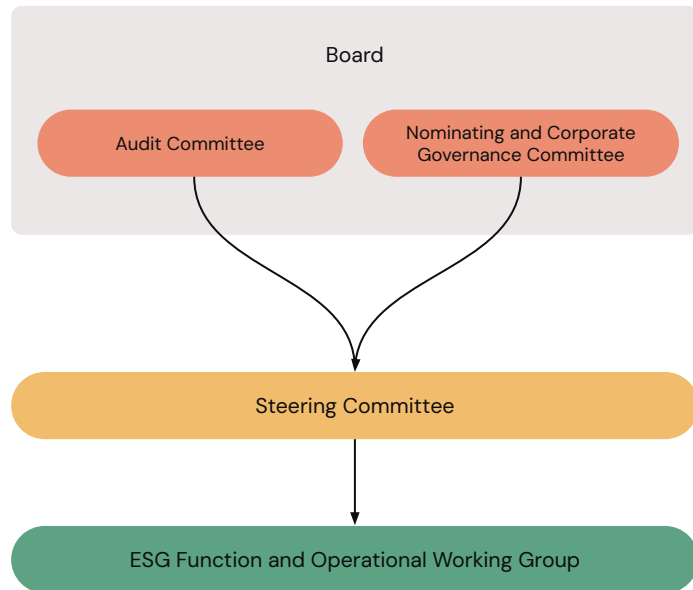 Board
Audit Committee
Nominating and Corporate
Governance Committee
Steering Committee
ESG Function and Operational Working Group